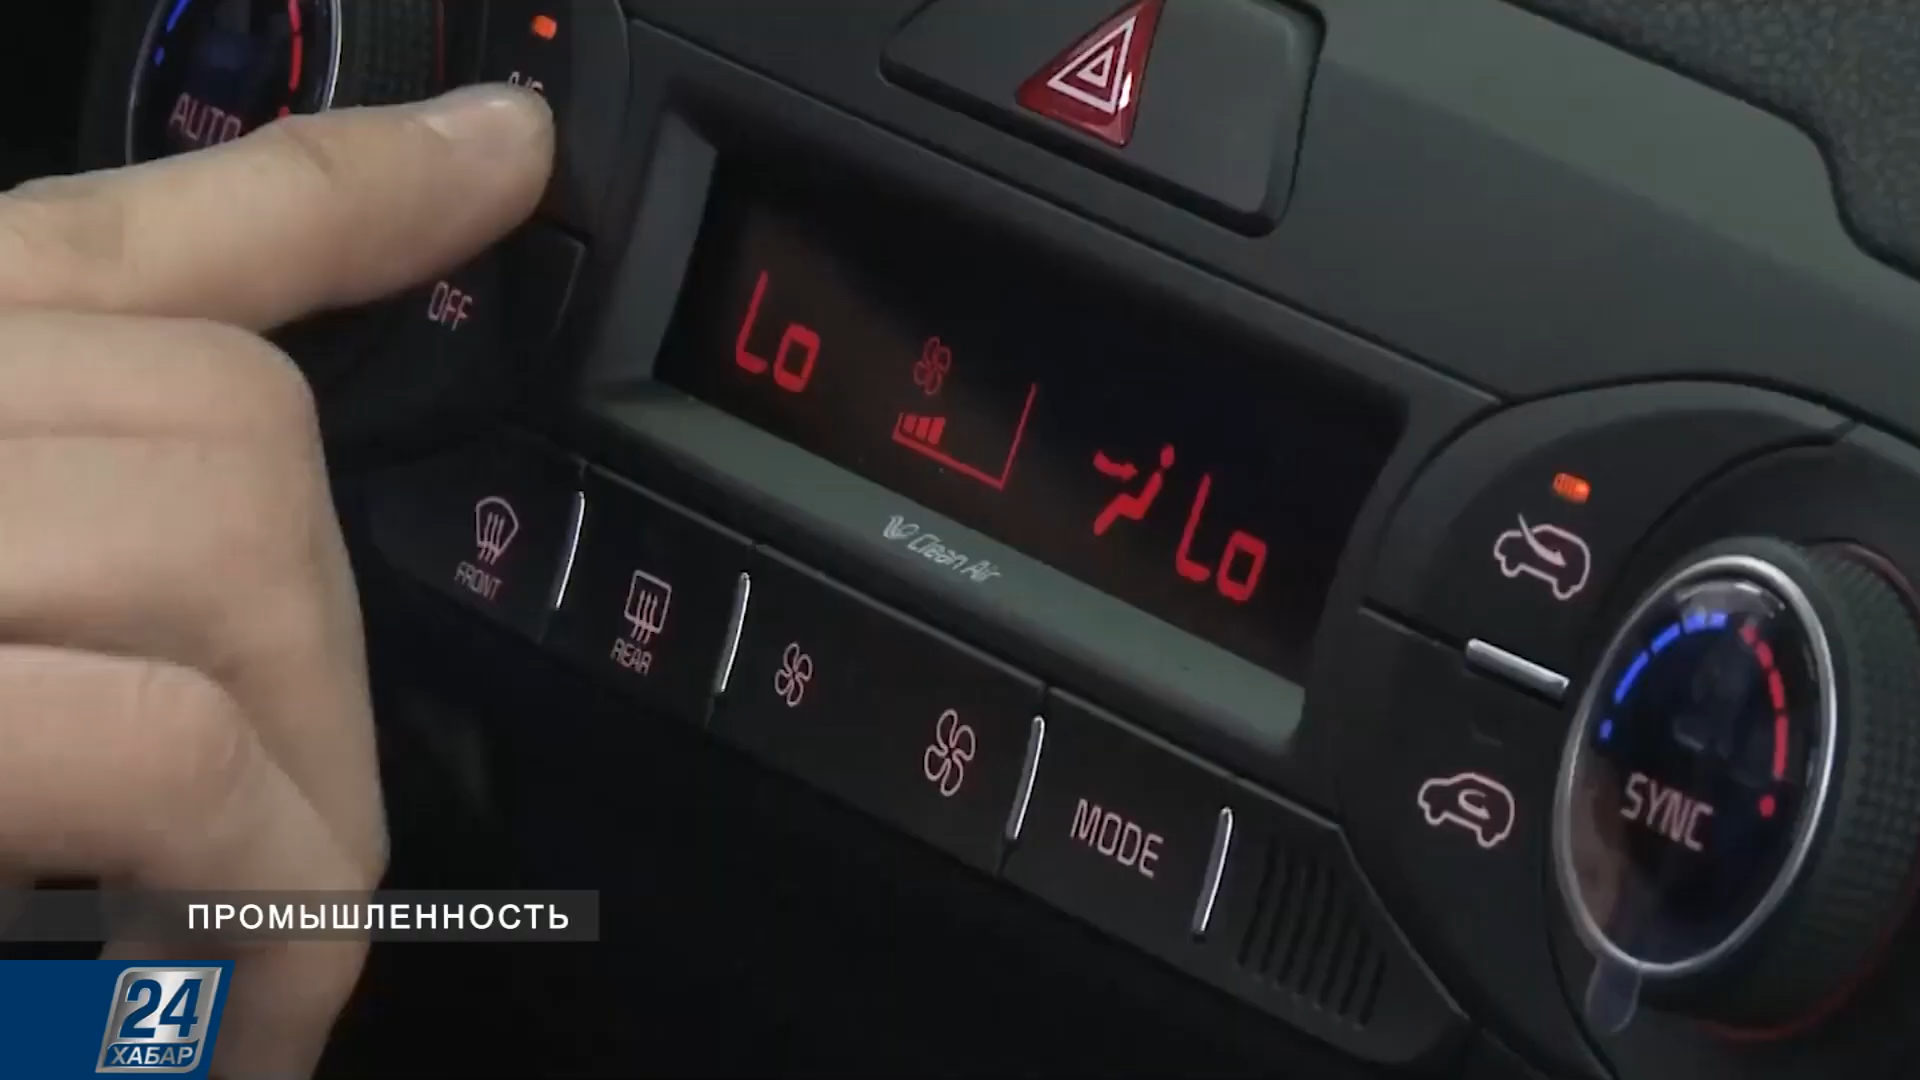 AUTO
OFF
Lo
Lo
Clean Air
FRONT
REAR
MODE
SYNC
ПРОМЫШЛЕННОСТЬ
24
ХАБАР